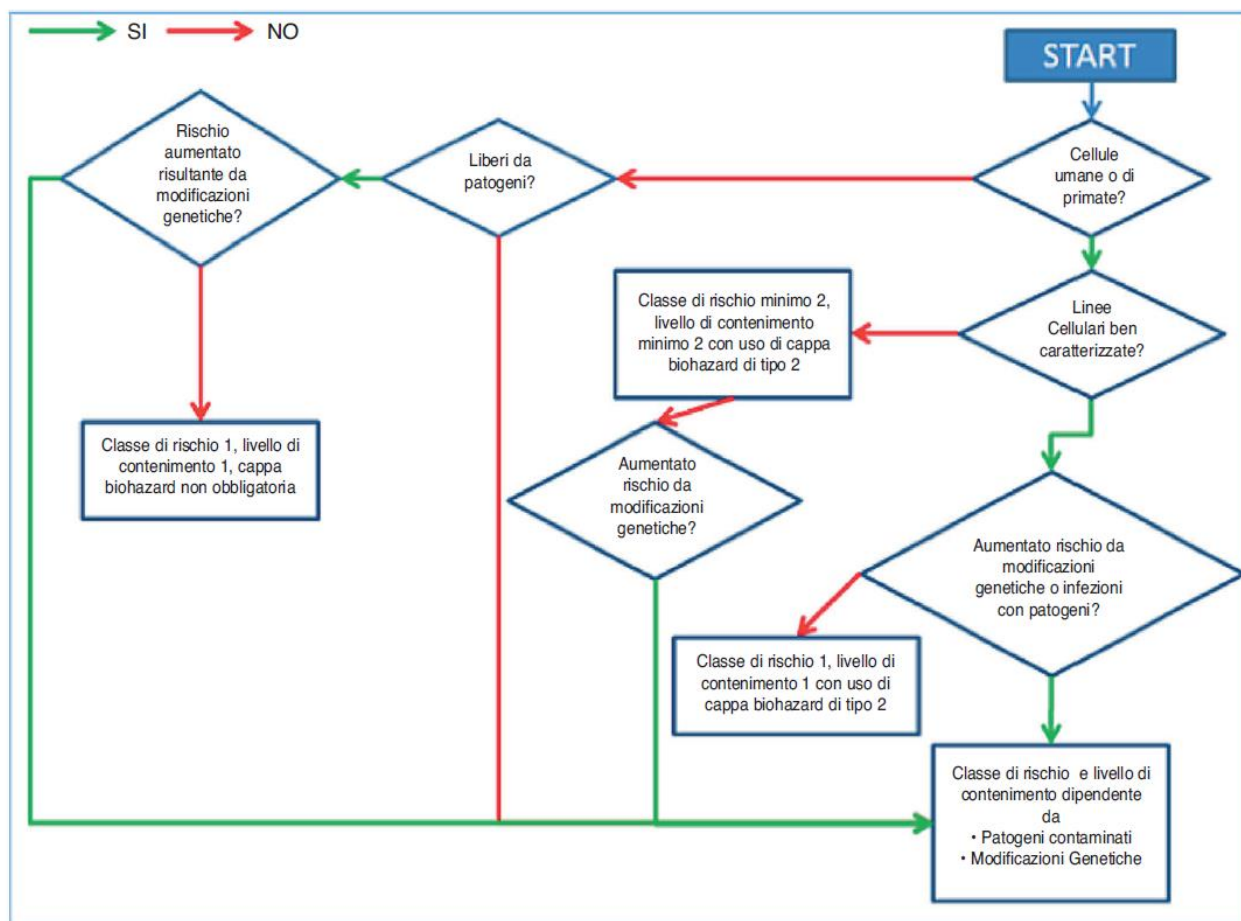 SI
NO
START
Rischio
aumentato
risultante da
modificazioni
genetiche?
Liberi da
patogeni?
Cellule
umane o di
primate?
Classe di rischio minimo 2,
livello di contenimento
minimo 2 con uso di cappa
biohazard di tipo 2
Linee
Cellulari ben
caratterizzate?
Classe di rischio 1, livello di
contenimento 1, cappa
biohazard non obbligatoria
Aumentato
rischio da
modificazioni
genetiche?
Aumentato rischio da
modificazioni
genetiche o infezioni
con patogeni?
Classe di rischio 1, livello di
contenimento 1 con uso di
cappa biohazard di tipo 2
Classe di rischio e livello di
contenimento dipendente
da
• Patogeni contaminati
• Modificazioni Genetiche